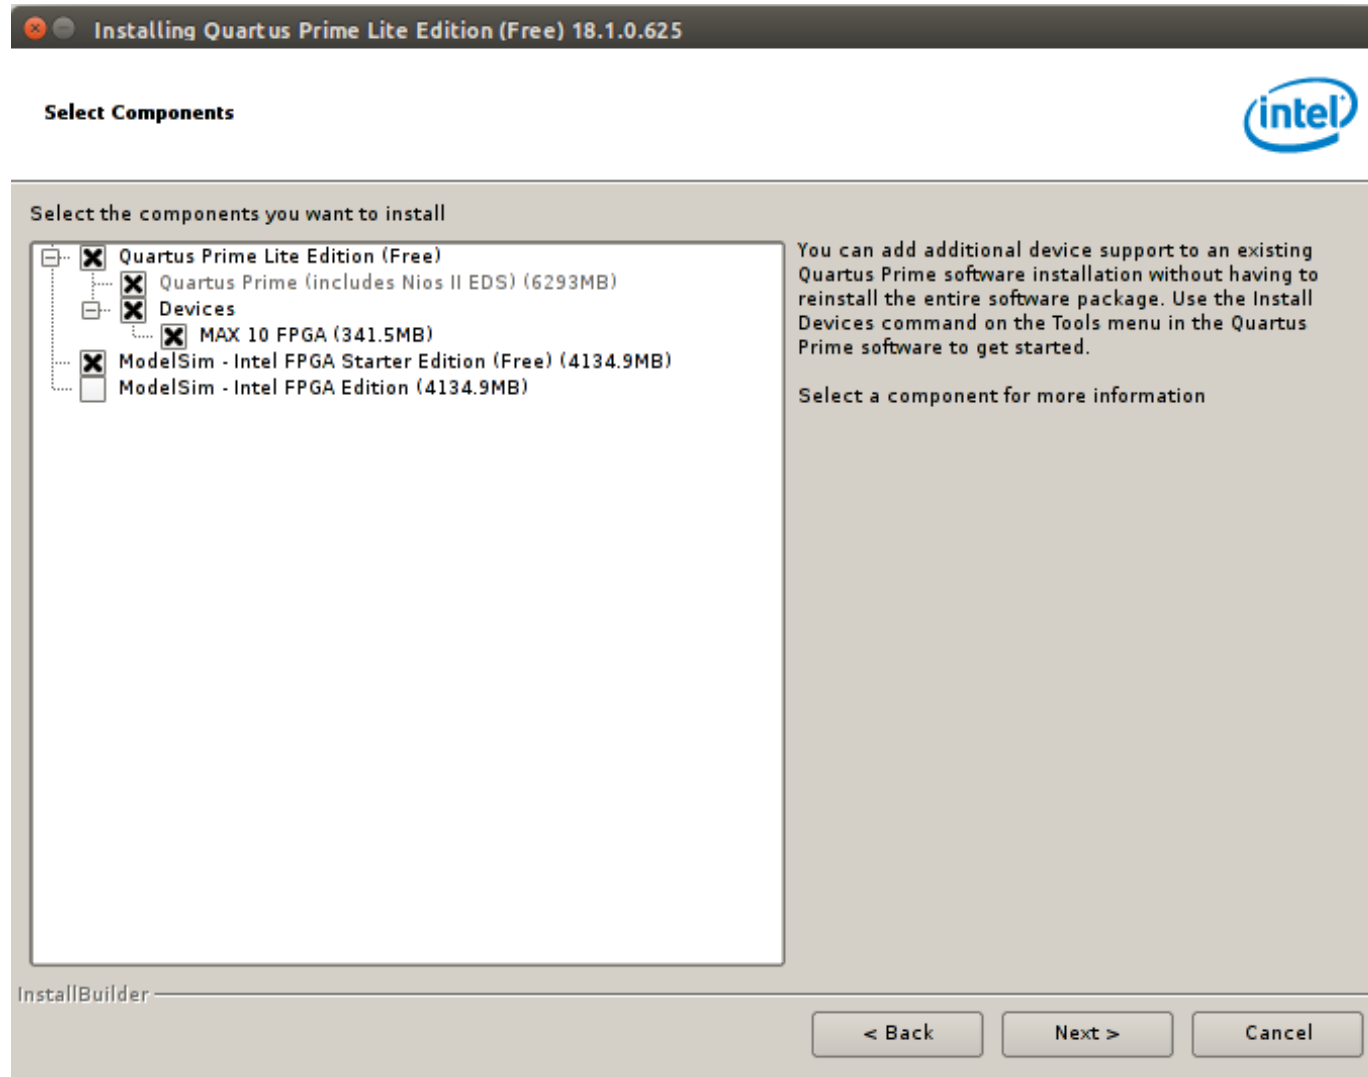 Installing Quartus Prime Lite Edition (Free) 18.1.0.625
Select Components
intel
Select the components you want to install
Quartus Prime Lite Edition (Free)
Quartus Prime (includes Nios II EDS) (6293MB)
Devices
MAX 10 FPGA (341.5MB)
ModelSim - Intel FPGA Starter Edition (Free) (4134.9MB)
ModelSim - Intel FPGA Edition (4134.9MB)
You can add additional device support to an existing
Quartus Prime software installation without having to
reinstall the entire software package. Use the Install
Devices command on the Tools menu in the Quartus
Prime software to get started.
Select a component for more information
InstallBuilder
< Back
Next >
Cancel